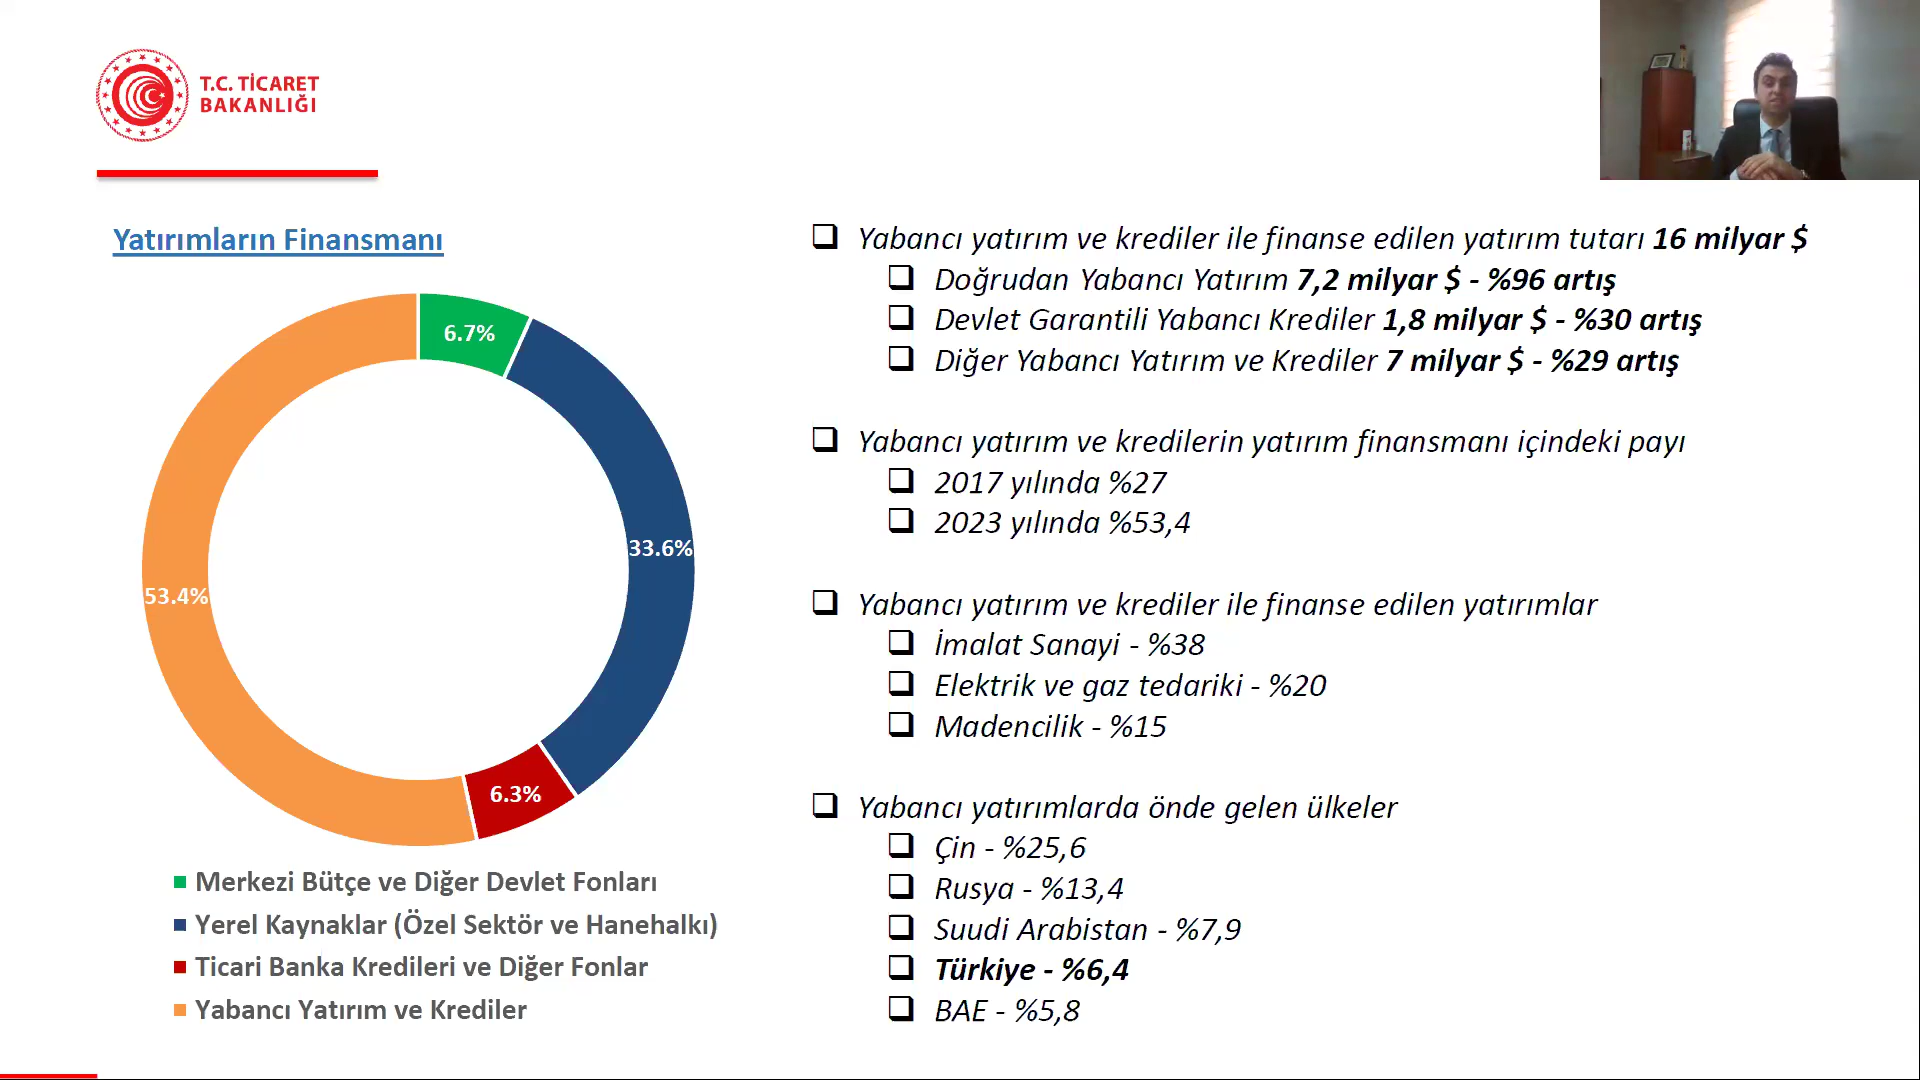 T.C. TİCARET
BAKANLIĞI
Yatırımların Finansmanı
6.7%
33.6%
53.4%
6.3%
Merkezi Bütçe ve Diğer Devlet Fonları
Yerel Kaynaklar (Özel Sektör ve Hanehalkı)
Ticari Banka Kredileri ve Diğer Fonlar
Yabancı Yatırım ve Krediler
Yabancı yatırım ve krediler ile finanse edilen yatırım tutarı 16 milyar $
Doğrudan Yabancı Yatırım 7,2 milyar $ - %96 artış
Devlet Garantili Yabancı Krediler 1,8 milyar $ - %30 artış
Diğer Yabancı Yatırım ve Krediler 7 milyar $ - %29 artış
Yabancı yatırım ve kredilerin yatırım finansmanı içindeki payı
2017 yılında %27
2023 yılında %53,4
Yabancı yatırım ve krediler ile finanse edilen yatırımlar
İmalat Sanayi - %38
Elektrik ve gaz tedariki - %20
Madencilik - %15
Yabancı yatırımlarda önde gelen ülkeler
Çin - %25,6
Rusya - %13,4
Suudi Arabistan - %7,9
Türkiye - %6,4
BAE - %5,8